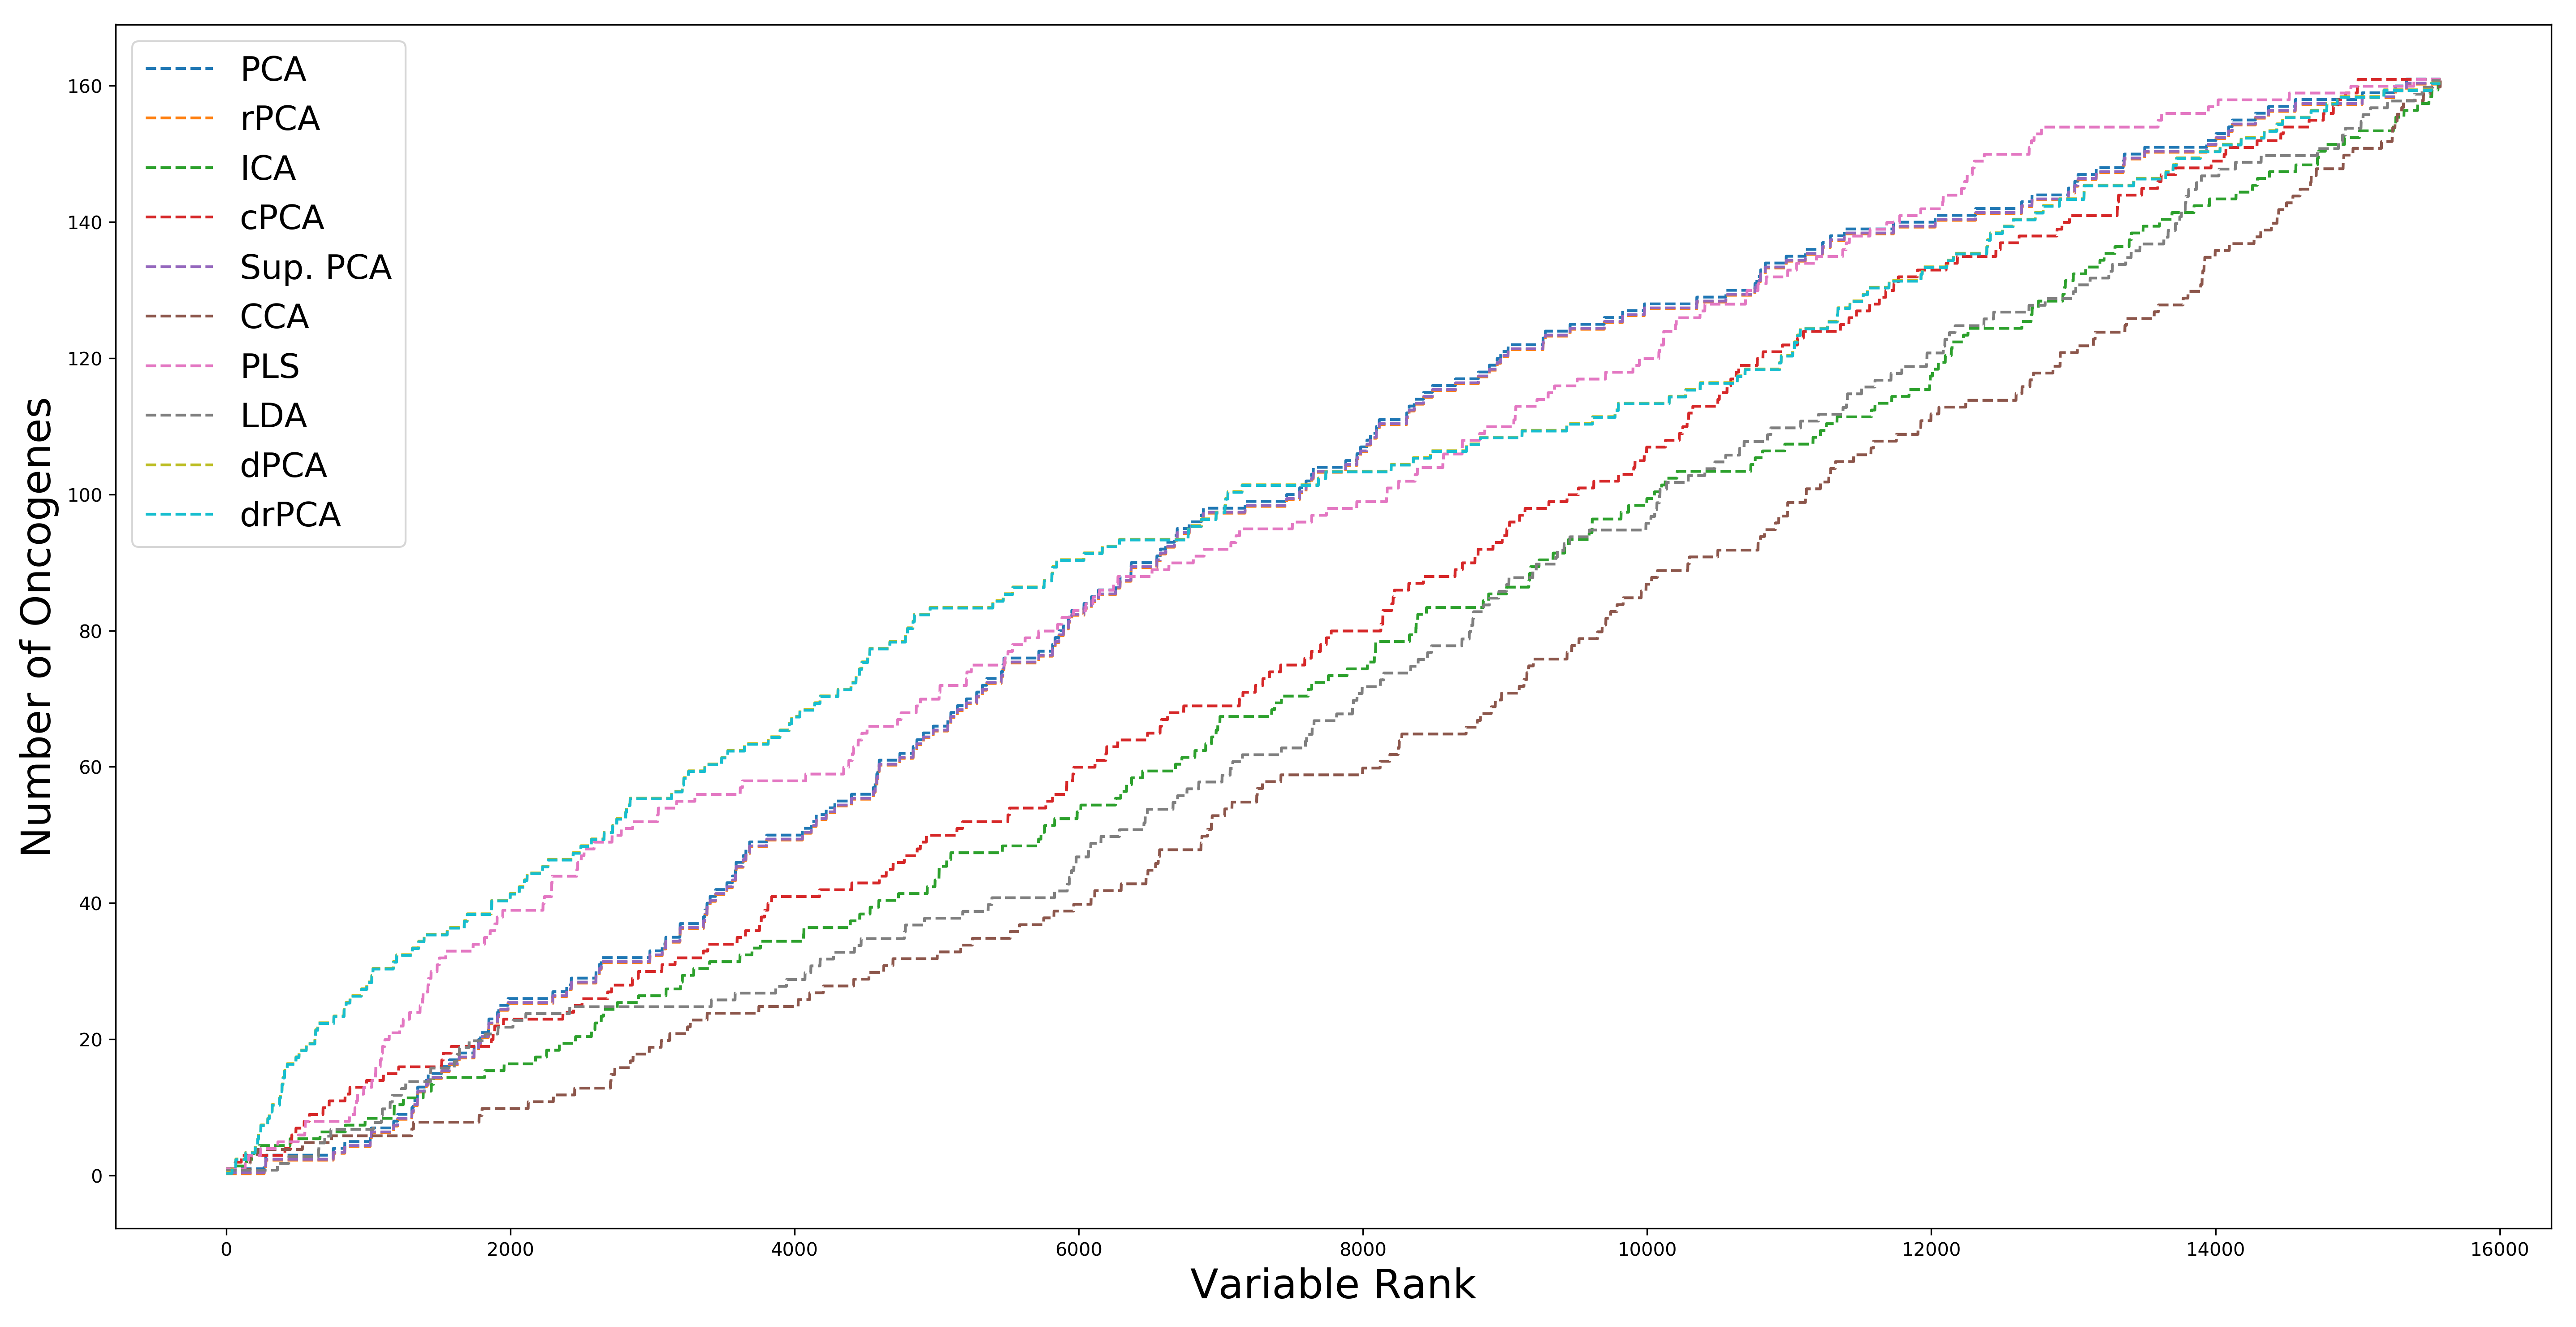 PCA
rPCA
ICA
cPCA
Sup. PCA
CCA
PLS
LDA
dPCA
drPCA
160
140
120
100
80
60
40
20
0
Number of Oncogenes
0 2000 4000 6000 8000 10000 12000 14000 16000
Variable Rank